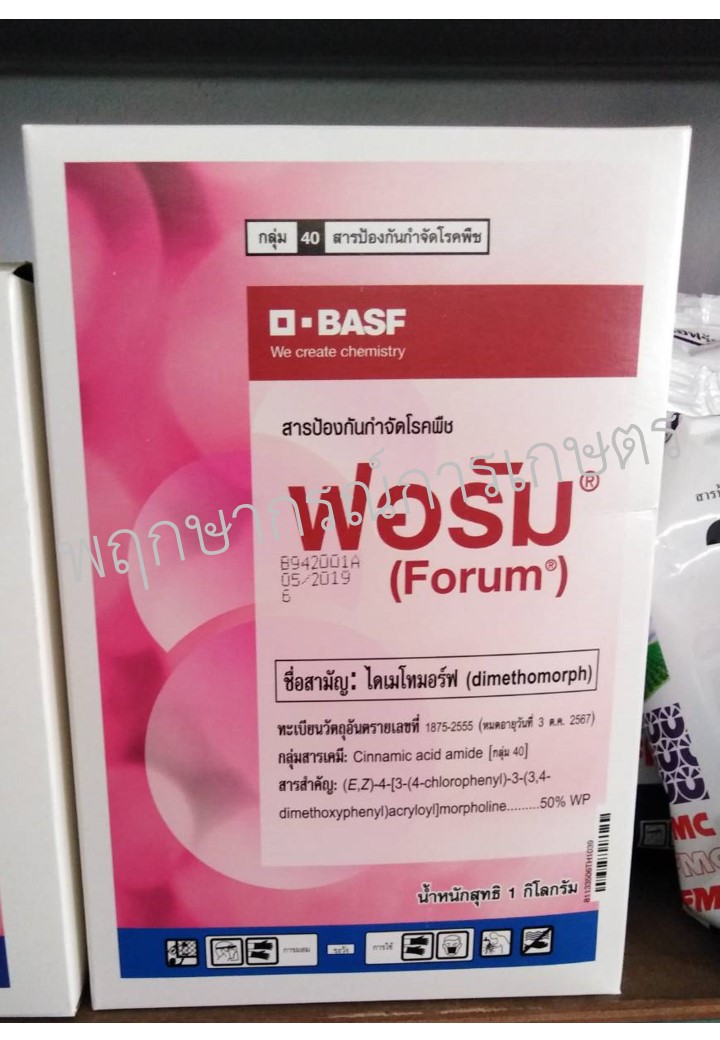 กลุ่ม 40 สารป้องกันกำจัดโรคพืช
BASF
We create chemistry
สารป้องกันกำจัดโรคพืช
ฟอรัม®
(Forum®)
พฤกษากรณ์การเกษตร
8942001A
05/2019
6
ชื่อสามัญ: ไดเมโทมอร์ฟ (dimethomorph)
ทะเบียนวัตถุอันตรายเลขที่ 1875-2555 (หมดอายุวันที่ 3 ต.ค. 2567)
กลุ่มสารเคมี: Cinnamic acid amide [กลุ่ม 40]
สารสำคัญ: (E,Z)-4-[3-(4-chlorophenyl)-3-(3,4-
dimethoxyphenyl)acryloyl]morpholine.........50% WP
น้ำหนักสุทธิ 1 กิโลกรัม
การผสม ระวัง การใช้
MC
FMC
FM